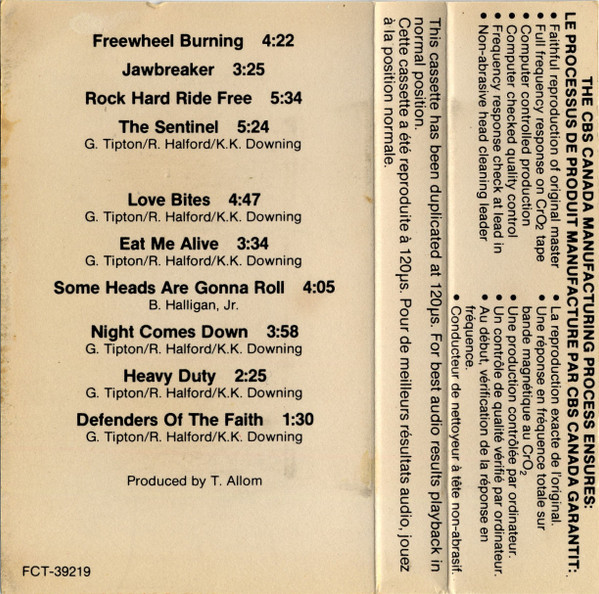 Freewheel Burning 4:22
Jawbreaker 3:25
Rock Hard Ride Free 5:34
The Sentinel 5:24
G. Tipton/R. Halford/K.K. Downing
Love Bites 4:47
G. Tipton/R. Halford/K.K. Downing
Eat Me Alive 3:34
G. Tipton/R. Halford/K.K. Downing
Some Heads Are Gonna Roll 4:05
B. Halligan, Jr.
Night Comes Down 3:58
G. Tipton/R. Halford/K.K. Downing
Heavy Duty 2:25
G. Tipton/R. Halford/K.K. Downing
Defenders Of The Faith 1:30
G. Tipton/R. Halford/K.K. Downing
Produced by T. Allom
FCT-39219
This cassette has been duplicated at 120µs. For best audio results playback in
normal position.
Cette cassette a été reproduite à 120µs. Pour de meilleurs résultats audio, jouez
à la position normale.
THE CBS CANADA MANUFACTURING PROCESS ENSURES:
LE PROCESSUS DE PRODUIT MANUFACTURE PAR CBS CANADA GARANTIT:
• Faithful reproduction of original master
• Full frequency response on CrO₂ tape
• Computer controlled production
• Computer checked quality control
• Frequency response check at lead in
• Non-abrasive head cleaning leader
• La reproduction exacte de l'original.
• Une réponse en fréquence totale sur
bande magnétique au CrO₂
• Une production contrôlée par ordinateur.
• Un contrôle de qualité vérifié par ordinateur.
• Au début, vérification de la réponse en
fréquence.
• Conducteur de nettoyeur à tête non-abrasif.